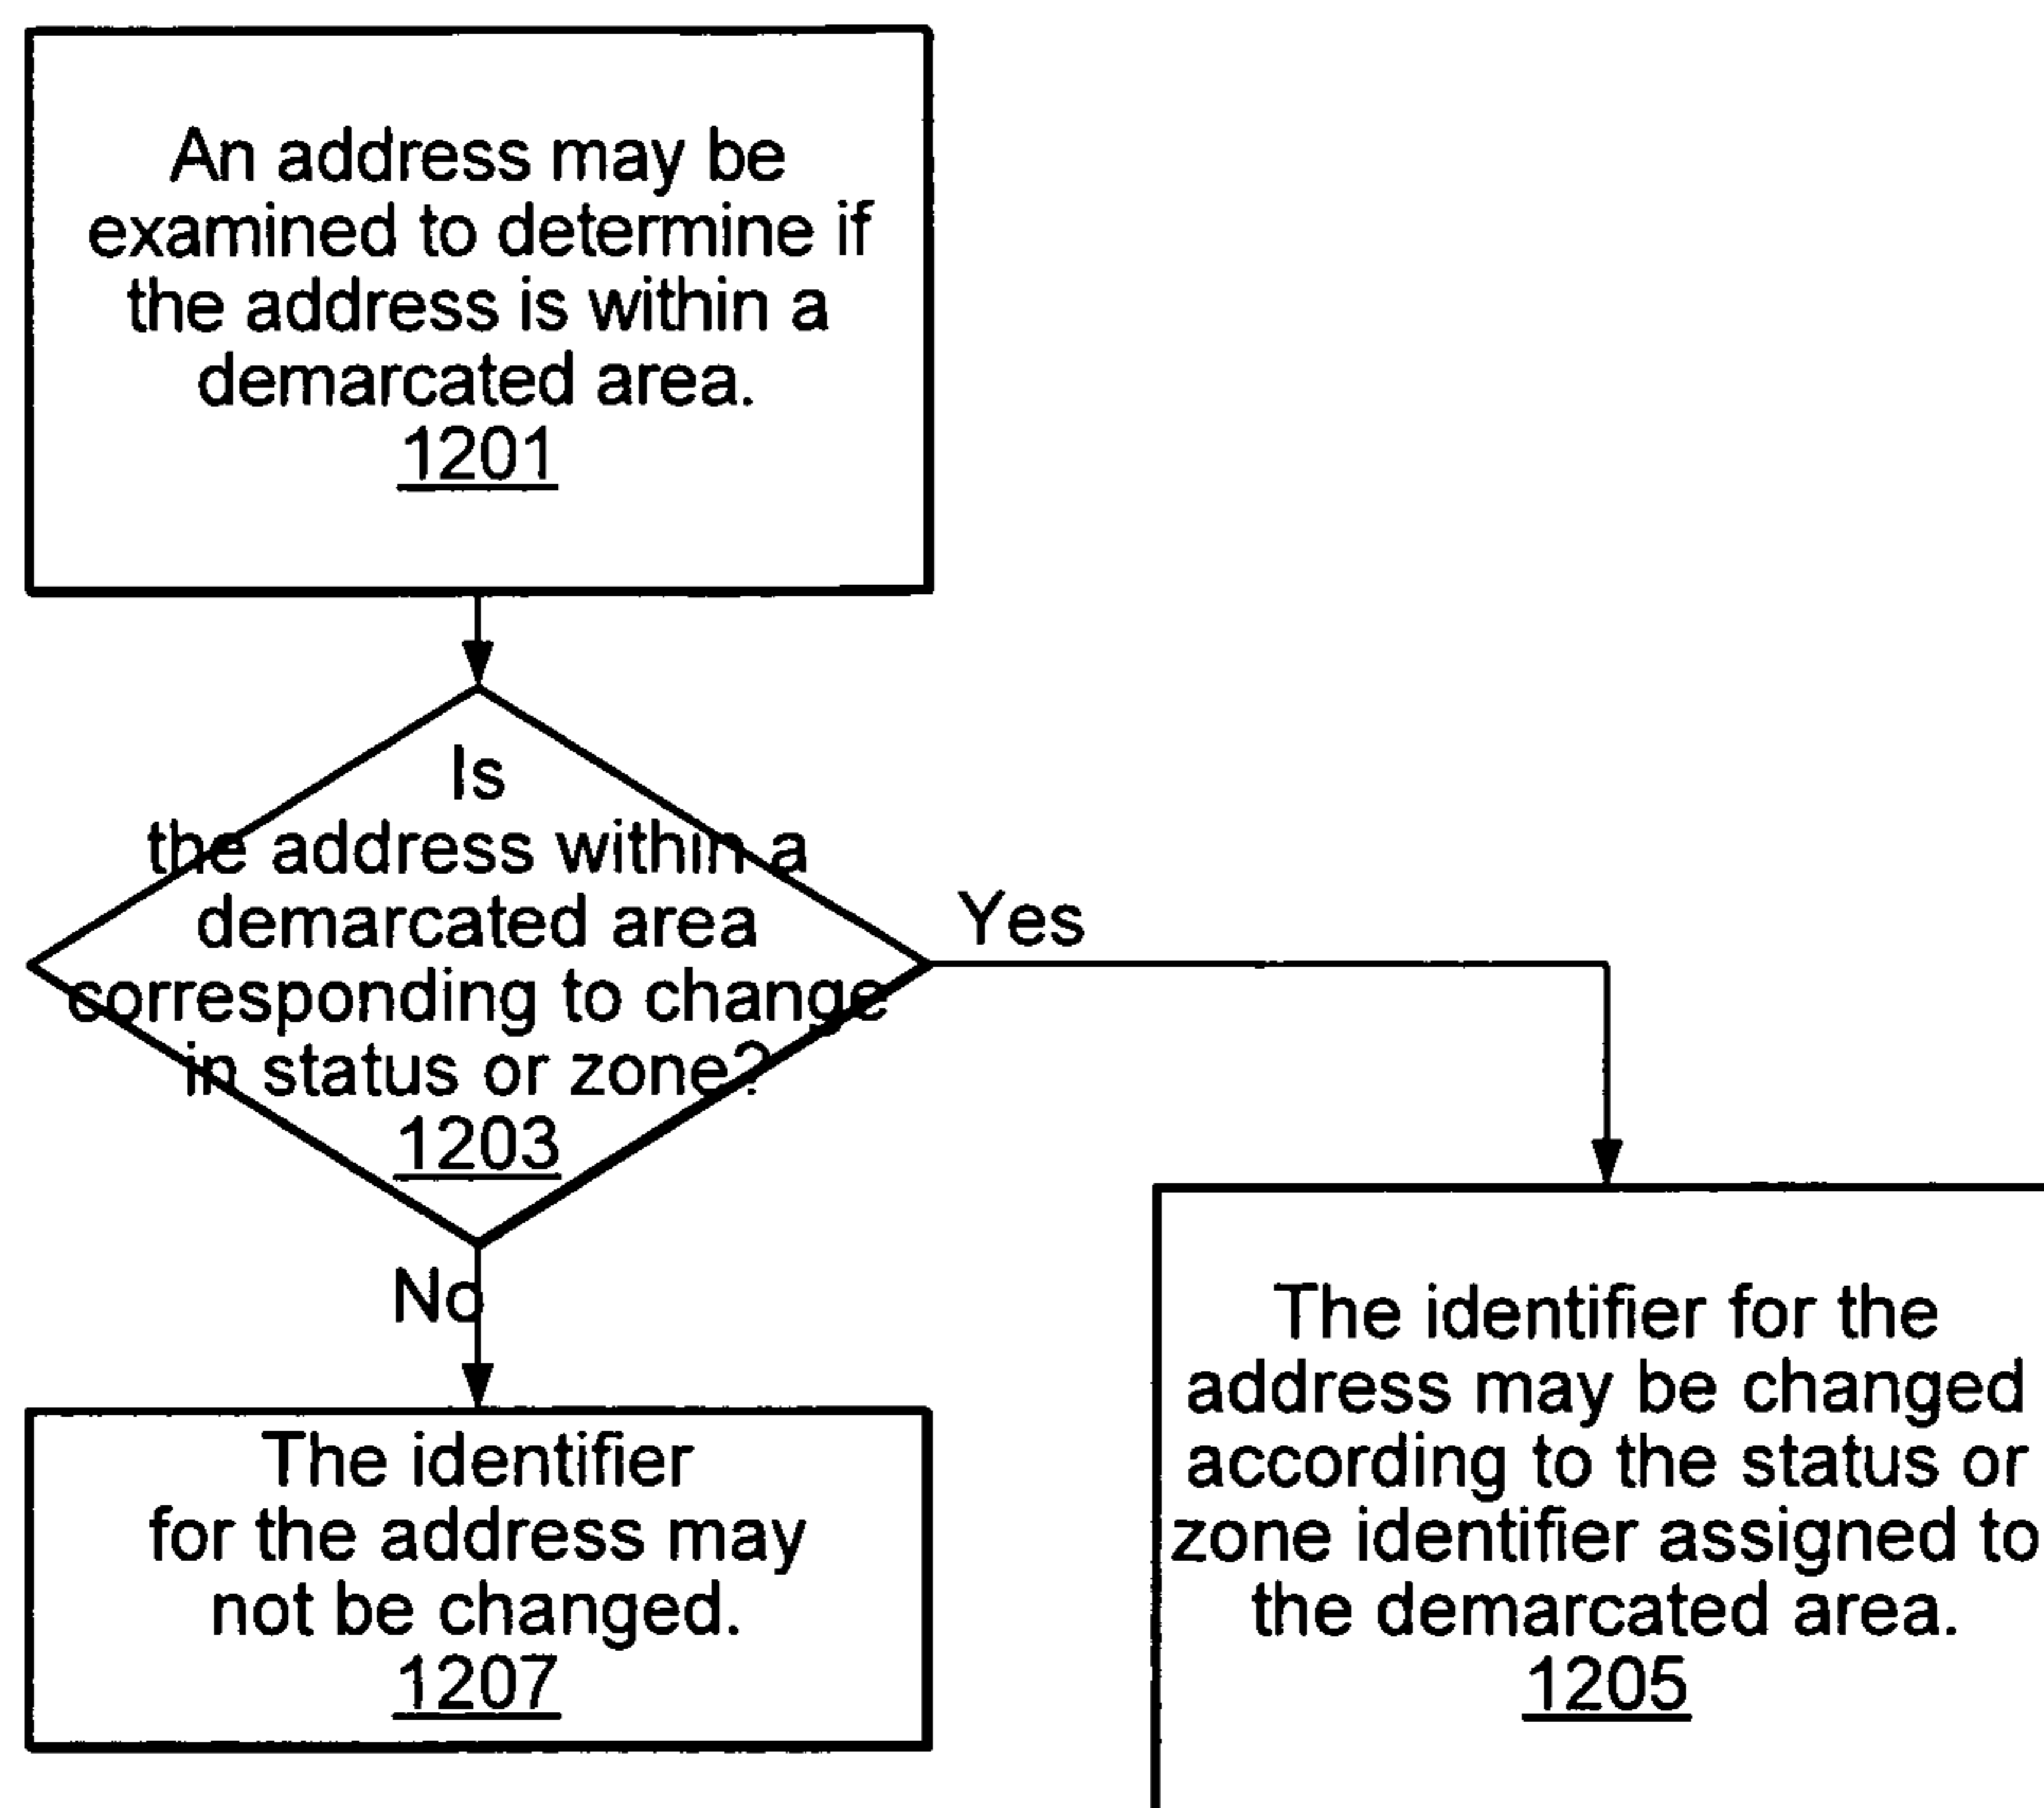 An address may be
examined to determine if
the address is within a
demarcated area.
1201
Is
the address within a
demarcated area
corresponding to change
in status or zone?
1203
Yes
No
The identifier for the
address may be changed
according to the status or
zone identifier assigned to
the demarcated area.
1205
The identifier
for the address may
not be changed.
1207